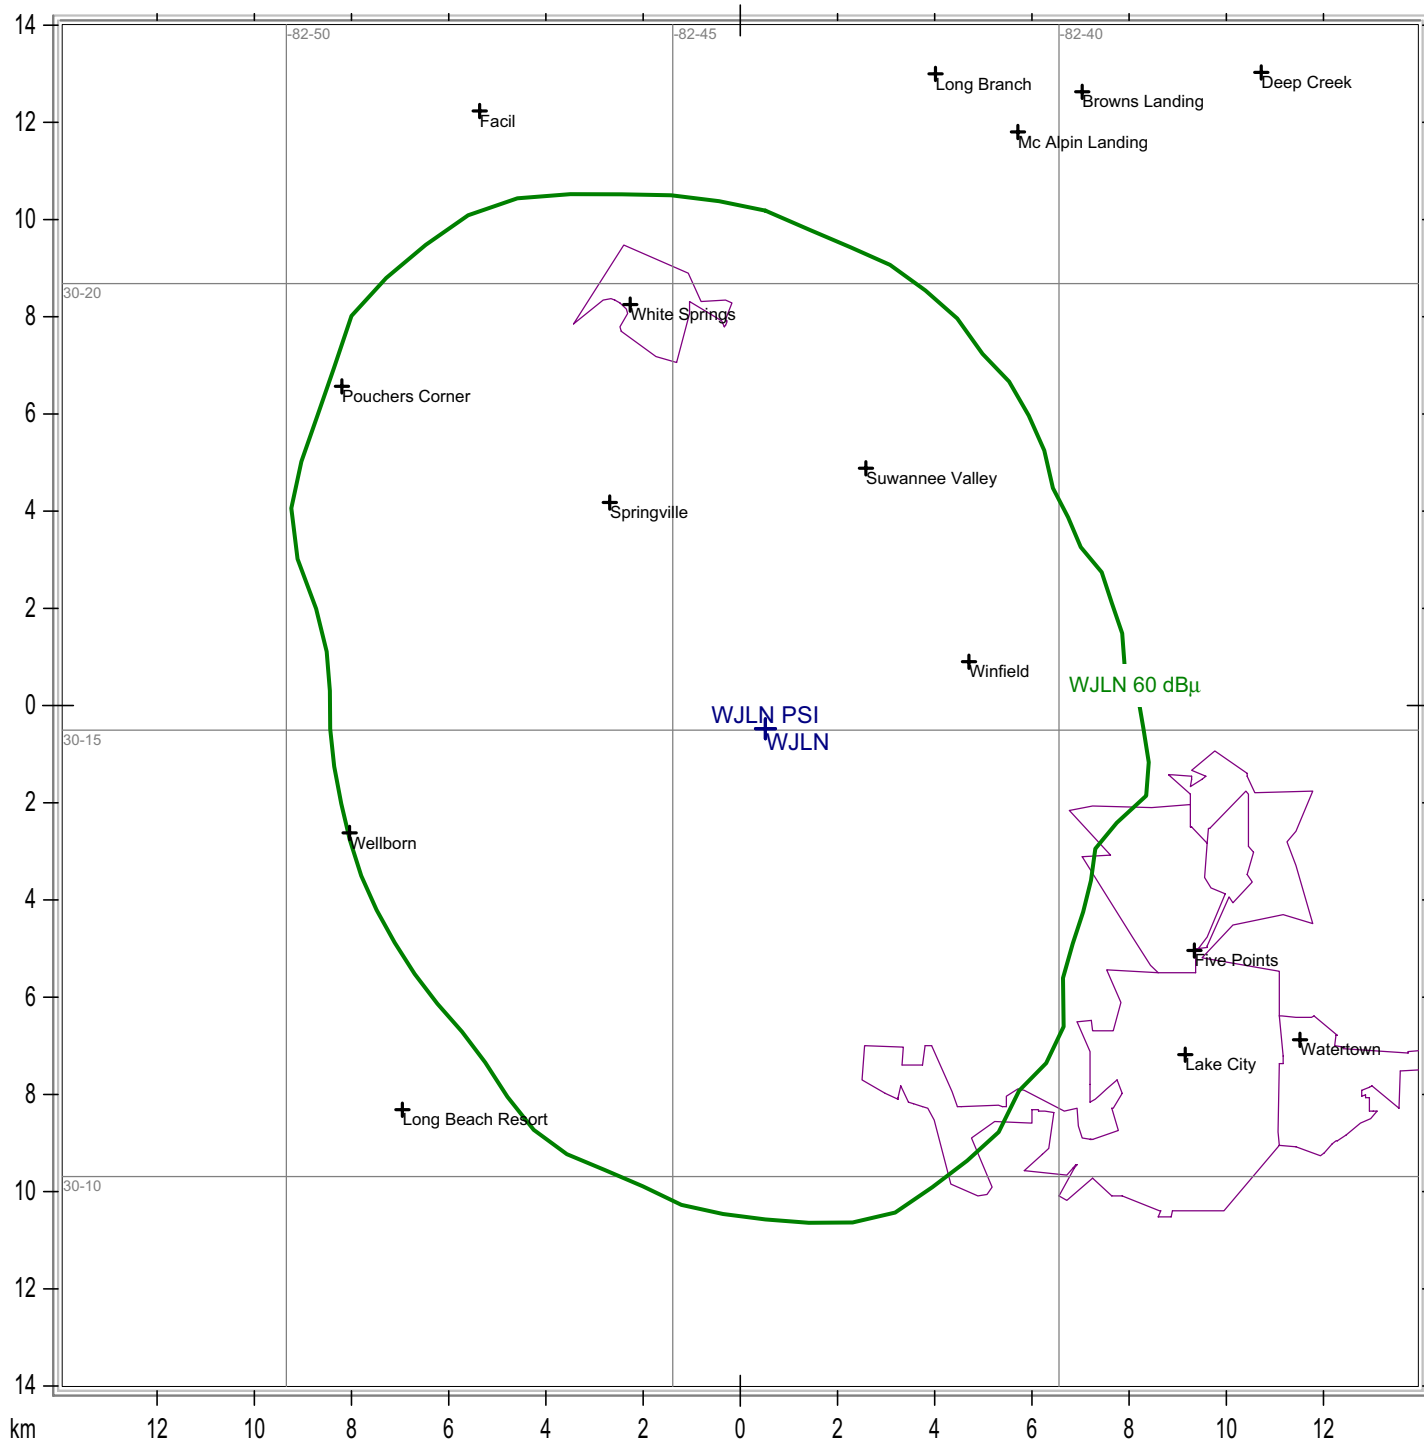 14
-82-50
-82-45
-82-40
Long Branch
Deep Creek
Browns Landing
12
Facil
Mc Alpin Landing
10
30-20
8
White Springs
Pouchers Corner
6
Suwannee Valley
4
Springville
2
Winfield
WJLN 60 dBμ
0
WJLN PSI
30-15
WJLN
2
Wellborn
4
Five Points
6
Watertown
Lake City
8
Long Beach Resort
30-10
10
12
14
km
12
10
8
6
4
2
0
2
4
6
8
10
12